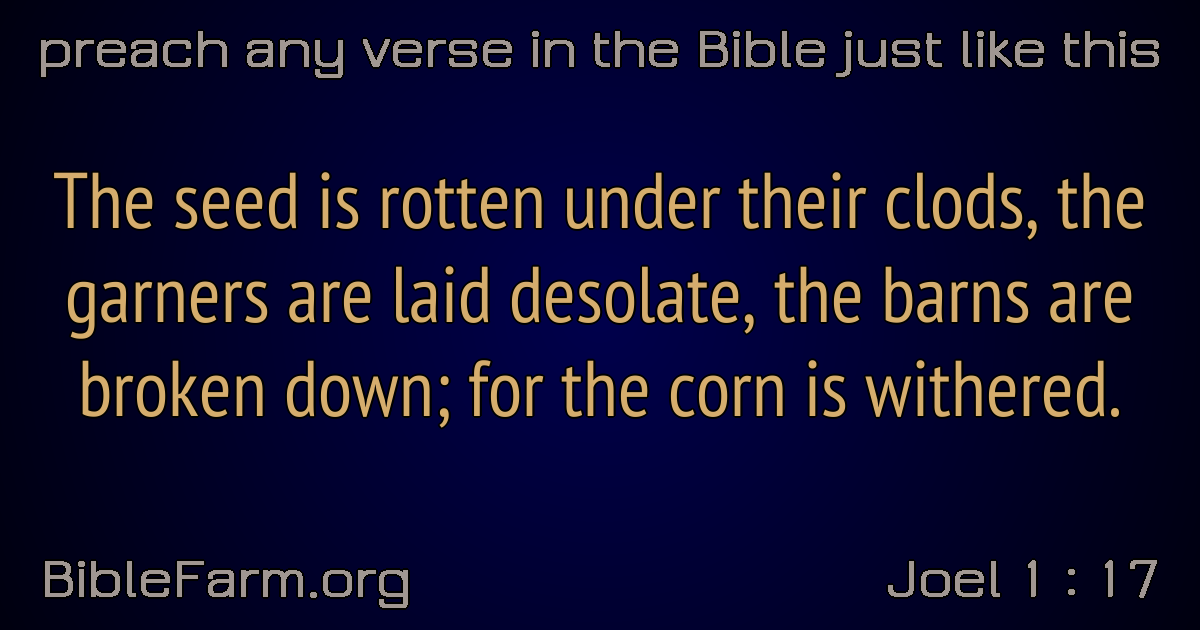 preach any verse in the Bible just like this
The seed is rotten under their clods, the
garners are laid desolate, the barns are
broken down; for the corn is withered.
BibleFarm.org
Joel 1 : 17